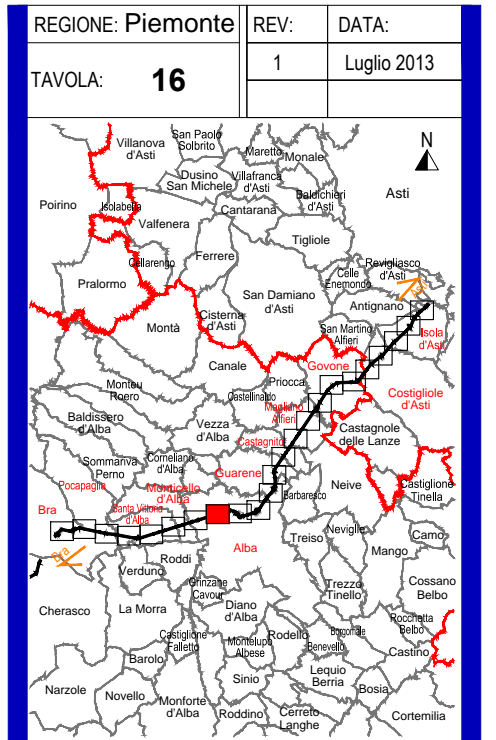 REGIONE: Piemonte
REV:
DATA:
TAVOLA: 16
1
Luglio 2013
N
San Paolo
Solbrito
Villanova
d'Asti
Maretto
Monale
Dusino
San Michele
Villafranca
d'Asti
Baldichieri
d'Asti
Asti
Poirino
Isolabella
Valfenera
Cantarana
Tigliole
Cellarengo
Ferrere
Revigliasco
d'Asti
Celle
Enemondo
Pralormo
San Damiano
d'Asti
Antignano
Cisterna
d'Asti
Montà
San Martino
Alfieri
Isola
d'Asti
Canale
Govone
Priocca
Monteu
Roero
Castellinaldo
Costigliole
d'Asti
Magliano
Alfieri
Baldissero
d'Alba
Vezza
d'Alba
Castagnito
Castagnole
delle Lanze
Sommariva
Perno
Corneliano
d'Alba
Guarene
Pocapaglia
Monticello
d'Alba
Barbaresco
Neive
Castiglione
Tinella
Bra
Santa Vittoria
d'Alba
Alba
Treiso
Neviglie
Camo
Mango
Bra
Roddi
Verduno
Grinzane
Cavour
Trezzo
Tinello
Cossano
Belbo
Cherasco
La Morra
Diano
d'Alba
Rocchetta
Belbo
Castiglione
Falletto
Montelupo
Albese
Rodello
Borgomale
Benevello
Castino
Barolo
Sinio
Lequio
Berria
Bosia
Narzole
Novello
Monforte
d'Alba
Roddino
Cerreto
Langhe
Cortemilia